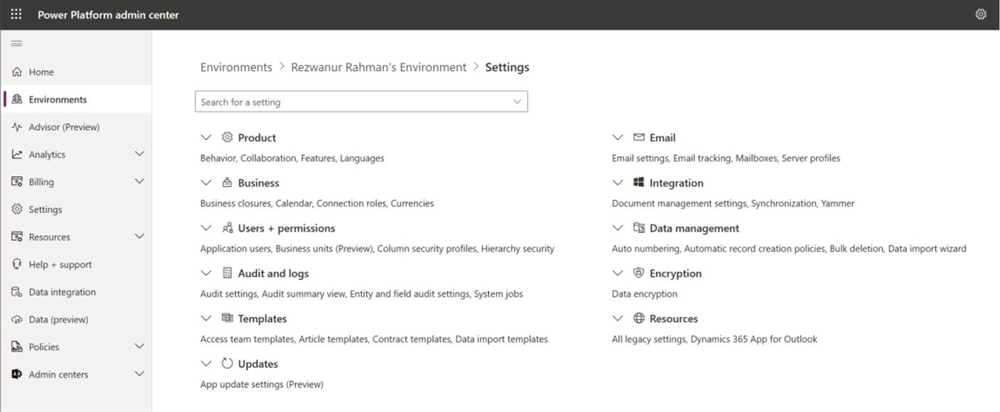 Power Platform admin center
Home
Environments
Advisor (Preview)
Analytics
Billing
Settings
Resources
Help + support
Data integration
Data (preview)
Policies
Admin centers
Environments > Rezwanur Rahman's Environment > Settings
Search for a setting
Product
Behavior, Collaboration, Features, Languages
Business
Business closures, Calendar, Connection roles, Currencies
Users + permissions
Application users, Business units (Preview), Column security profiles, Hierarchy security
Audit and logs
Audit settings, Audit summary view, Entity and field audit settings, System jobs
Templates
Access team templates, Article templates, Contract templates, Data import templates
Updates
App update settings (Preview)
Email
Email settings, Email tracking, Mailboxes, Server profiles
Integration
Document management settings, Synchronization, Yammer
Data management
Auto numbering, Automatic record creation policies, Bulk deletion, Data import wizard
Encryption
Data encryption
Resources
All legacy settings, Dynamics 365 App for Outlook